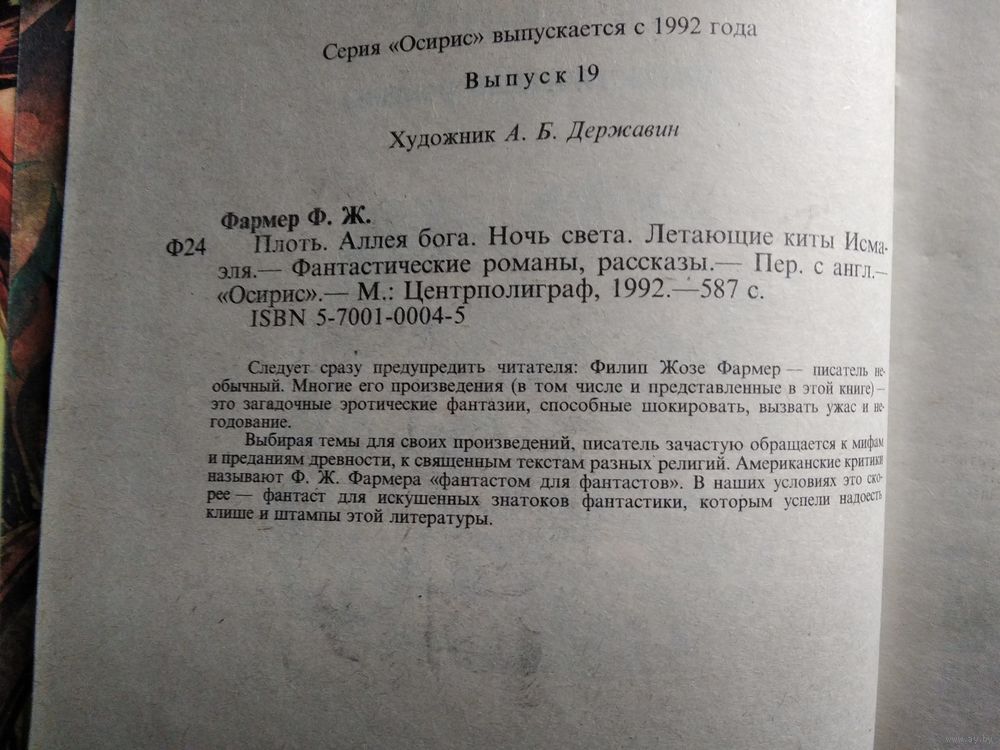 Серия «Осирис» выпускается с 1992 года
Выпуск 19
Художник А. Б. Державин
Фармер Ф. Ж.
Ф24 Плоть. Аллея бога. Ночь света. Летающие киты Исма-
эля.— Фантастические романы, рассказы.— Пер. с англ.—
«Осирис».— М.: Центрполиграф, 1992.—587 с.
ISBN 5-7001-0004-5
Следует сразу предупредить читателя: Филип Жозе Фармер — писатель не-
обычный. Многие его произведения (в том числе и представленные в этой книге) —
это загадочные эротические фантазии, способные шокировать, вызвать ужас и не-
годование.
Выбирая темы для своих произведений, писатель зачастую обращается к мифам
и преданиям древности, к священным текстам разных религий. Американские критики
называют Ф. Ж. Фармера «фантастом для фантастов». В наших условиях это ско-
рее — фантаст для искушенных знатоков фантастики, которым успели надоесть
клише и штампы этой литературы.
www.ay.by